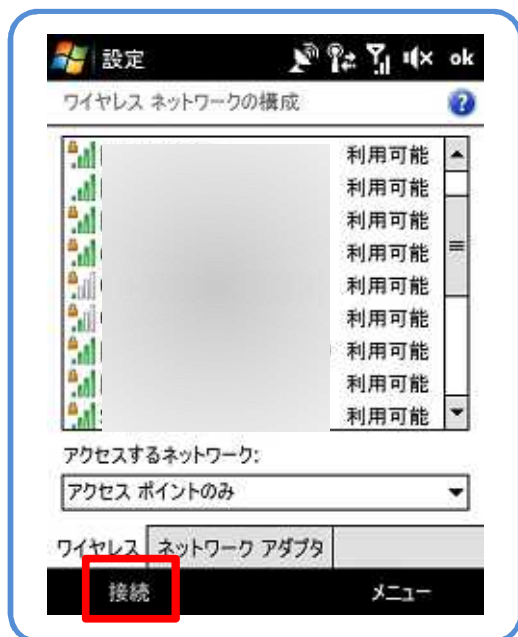 設定 ok
ワイヤレス ネットワークの構成
利用可能
利用可能
利用可能
利用可能
利用可能
利用可能
利用可能
利用可能
利用可能
アクセスするネットワーク:
アクセス ポイントのみ
ワイヤレス ネットワーク アダプタ
接続 メニュー